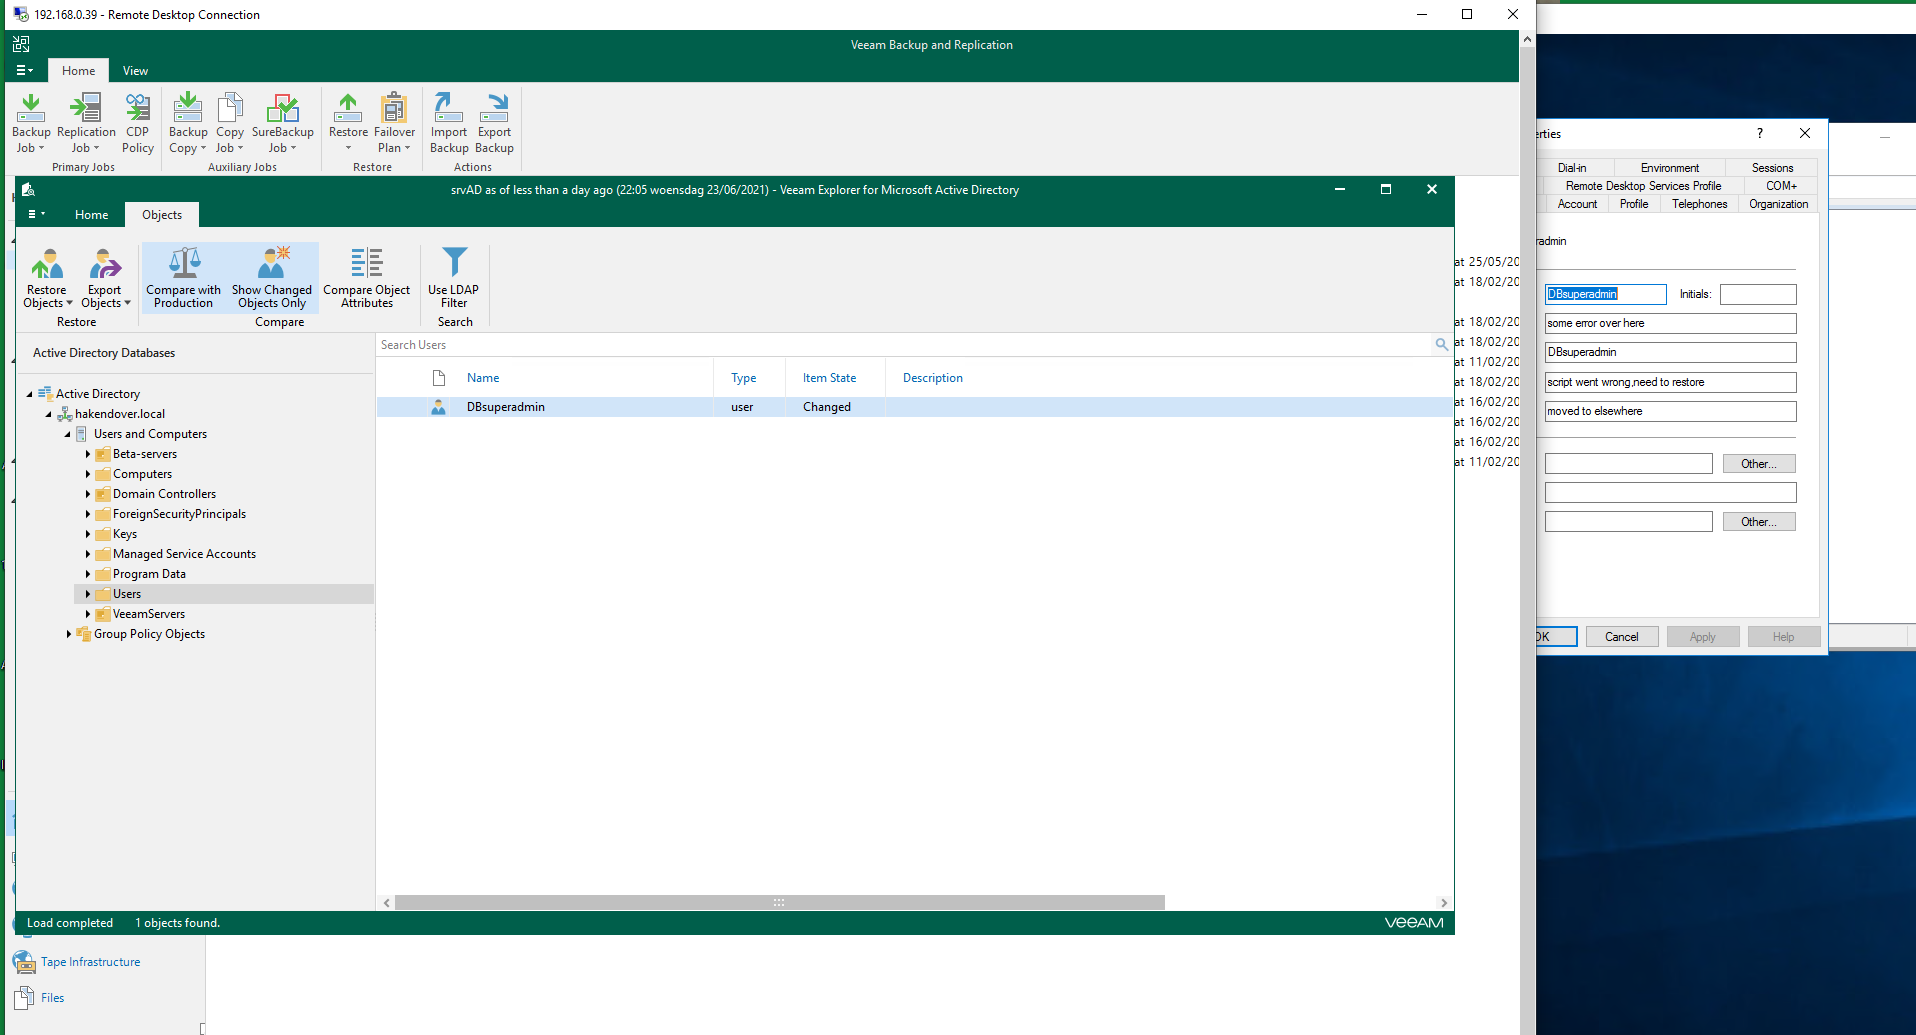 192.168.0.39 - Remote Desktop Connection
Veeam Backup and Replication
Home View
Backup Job Replication Job CDP Policy Backup Copy Copy Job SureBackup Job Restore Failover Plan Import Backup Export Backup
Primary Jobs Auxiliary Jobs Restore Actions
srvAD as of less than a day ago (22:05 woensdag 23/06/2021) - Veeam Explorer for Microsoft Active Directory
Home Objects
Restore Objects Export Objects Compare with Production Show Changed Objects Only Compare Object Attributes Use LDAP Filter
Restore Compare Search
Active Directory Databases
Search Users
Name Type Item State Description
DBsuperadmin user Changed
Active Directory
hakendover.local
Users and Computers
Beta-servers
Computers
Domain Controllers
ForeignSecurityPrincipals
Keys
Managed Service Accounts
Program Data
Users
VeeamServers
Group Policy Objects
Load completed 1 objects found.
VeeAM
Tape Infrastructure
Files
at 25/05/20
at 18/02/20
at 18/02/20
at 18/02/20
at 11/02/20
at 18/02/20
at 16/02/20
at 16/02/20
at 16/02/20
at 11/02/20
erties ?
Dial-in Environment Sessions
Remote Desktop Services Profile COM+
Account Profile Telephones Organization
radmin
DBsuperadmin Initials:
some error over here
DBsuperadmin
script went wrong,need to restore
moved to elsewhere
Other...
Other...
OK Cancel Apply Help